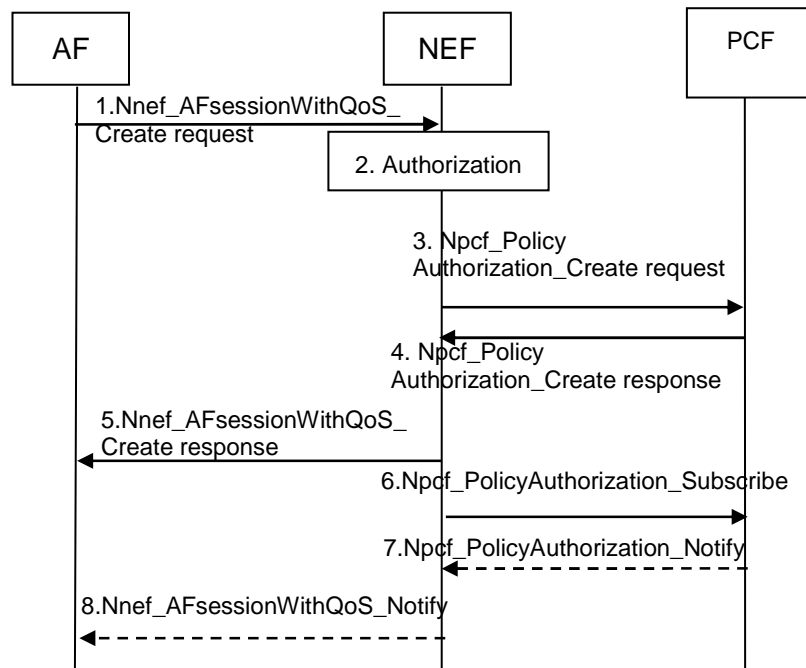 AF
NEF
PCF
1.Nnef_AFsessionWithQoS_
Create request
2. Authorization
3. Npcf_Policy
Authorization_Create request
4. Npcf_Policy
Authorization_Create response
5.Nnef_AFsessionWithQoS_
Create response
6.Npcf_PolicyAuthorization_Subscribe
7.Npcf_PolicyAuthorization_Notify
8.Nnef_AFsessionWithQoS_Notify